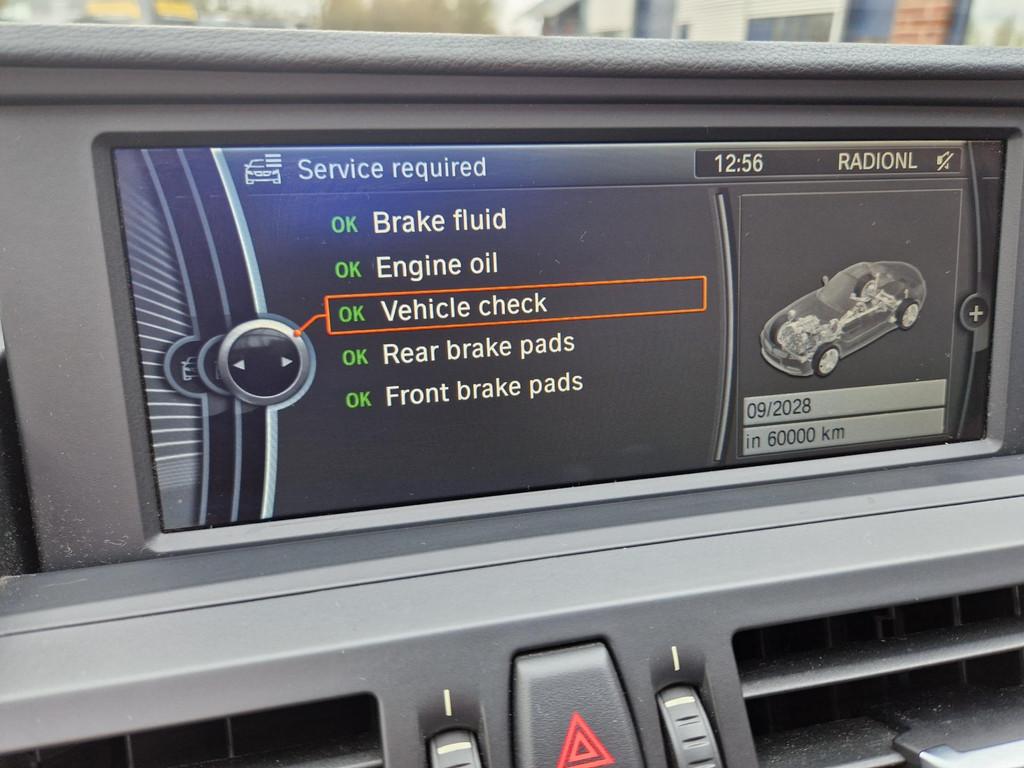 Service required
12:56 RADIONL
OK Brake fluid
OK Engine oil
OK Vehicle check
OK Rear brake pads
OK Front brake pads
09/2028
in 60000 km